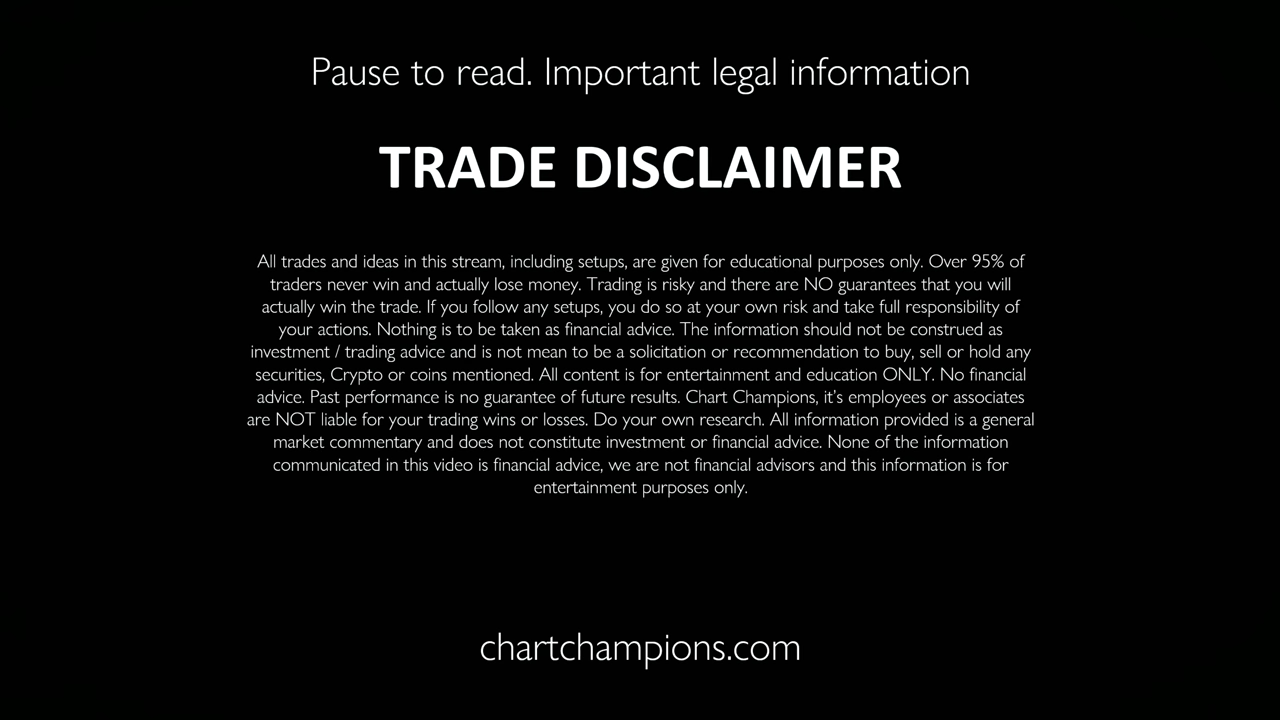 Pause to read. Important legal information
TRADE DISCLAIMER
All trades and ideas in this stream, including setups, are given for educational purposes only. Over 95% of
traders never win and actually lose money. Trading is risky and there are NO guarantees that you will
actually win the trade. If you follow any setups, you do so at your own risk and take full responsibility of
your actions. Nothing is to be taken as financial advice. The information should not be construed as
investment / trading advice and is not mean to be a solicitation or recommendation to buy, sell or hold any
securities, Crypto or coins mentioned. All content is for entertainment and education ONLY. No financial
advice. Past performance is no guarantee of future results. Chart Champions, it’s employees or associates
are NOT liable for your trading wins or losses. Do your own research. All information provided is a general
market commentary and does not constitute investment or financial advice. None of the information
communicated in this video is financial advice, we are not financial advisors and this information is for
entertainment purposes only.
chartchampions.com